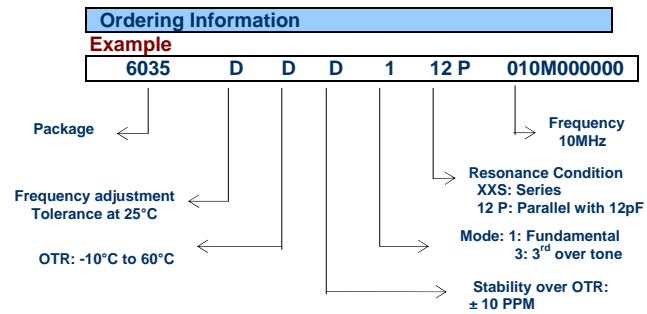 Ordering Information
Example
6035 D D D 1 12 P 010M000000
Package
Frequency
10MHz
Frequency adjustment
Tolerance at 25°C
Resonance Condition
XXS: Series
12 P: Parallel with 12pF
OTR: -10°C to 60°C
Mode: 1: Fundamental
3: 3rd over tone
Stability over OTR:
± 10 PPM